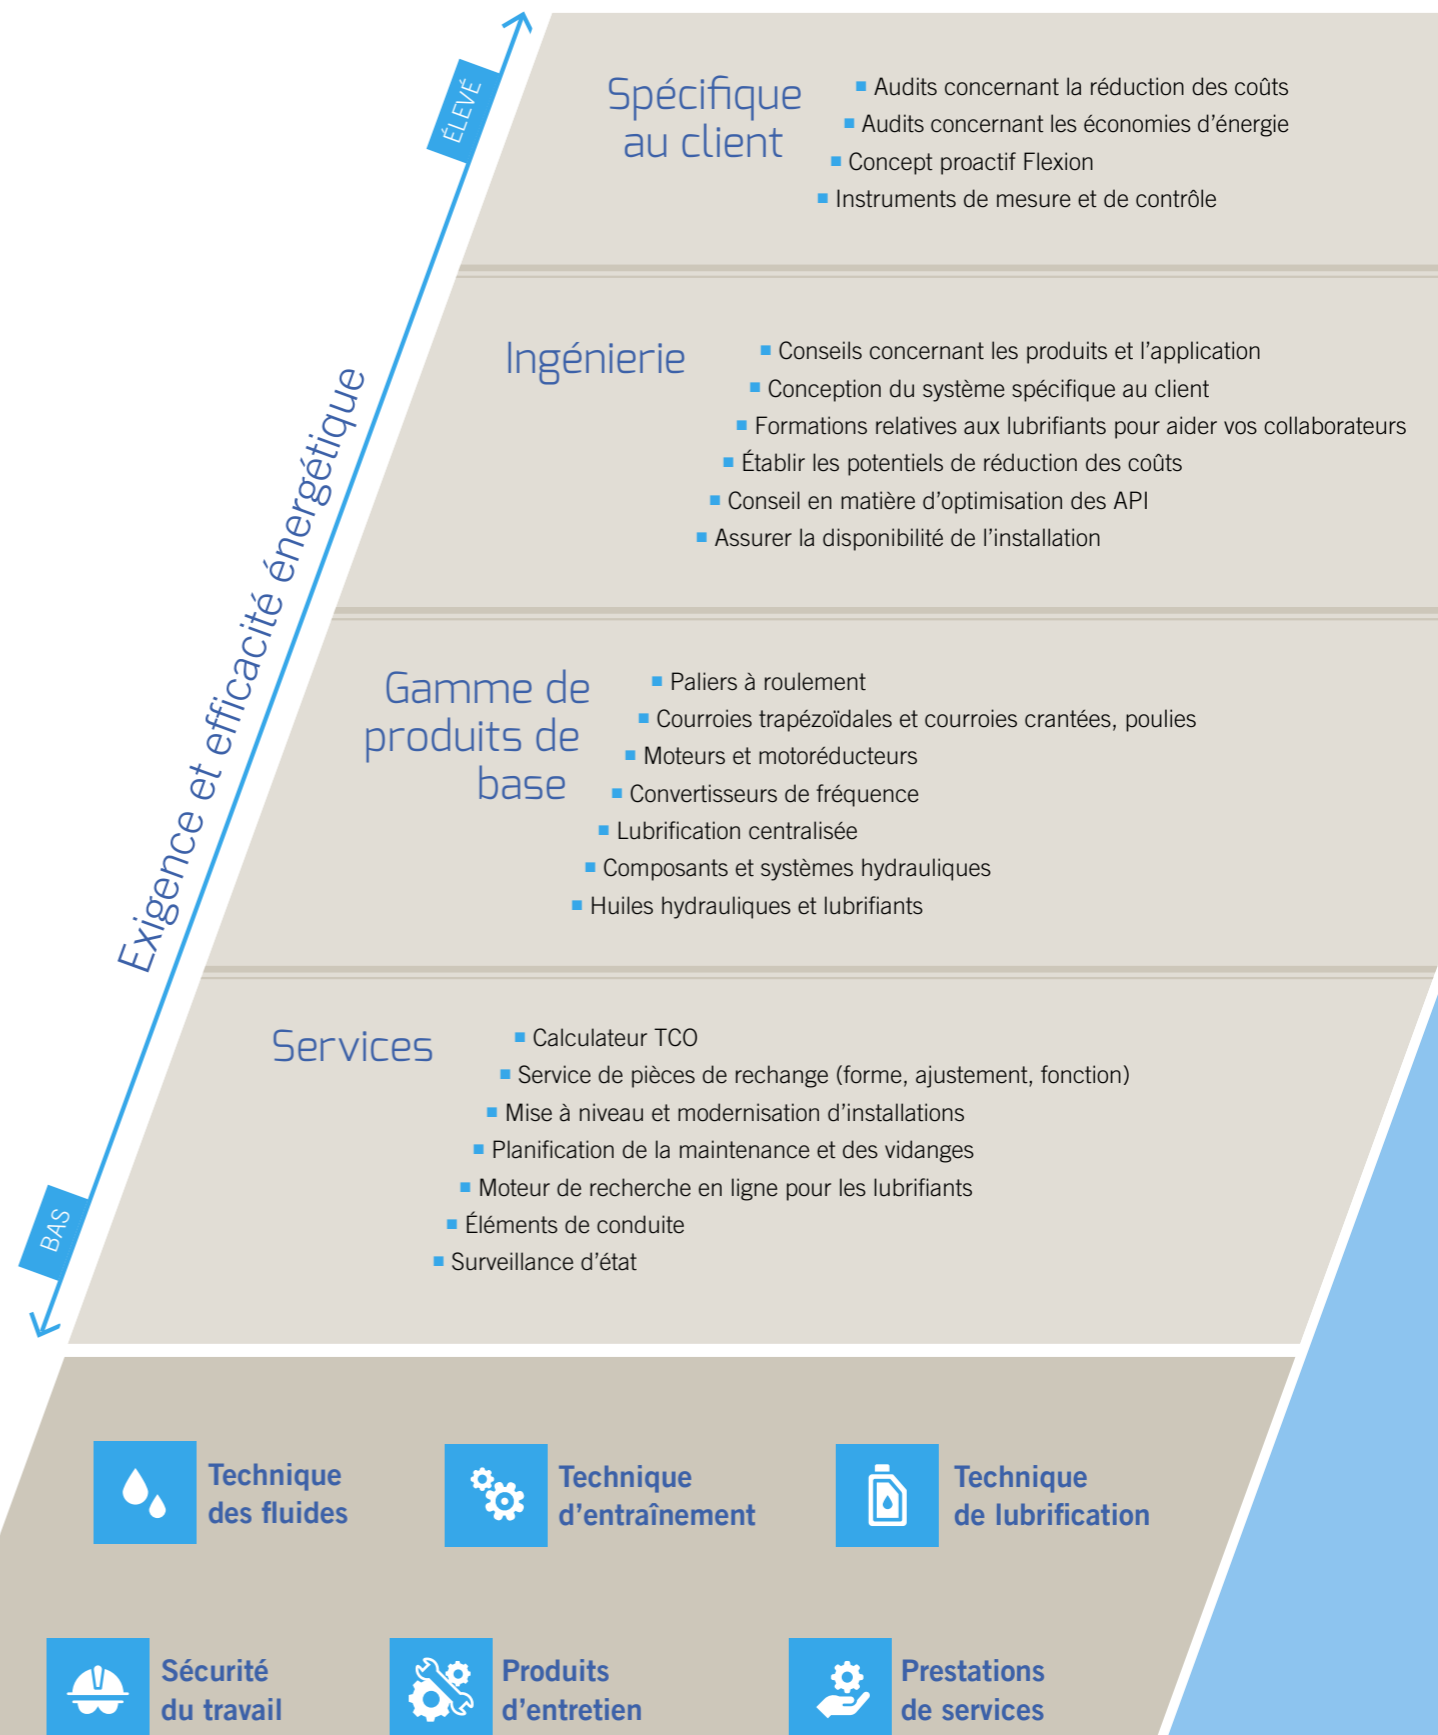 ÉLEVÉ
Exigence et efficacité énergétique
BAS
Spécifique
au client
Audits concernant la réduction des coûts
Audits concernant les économies d’énergie
Concept proactif Flexion
Instruments de mesure et de contrôle
Ingénierie
Conseils concernant les produits et l’application
Conception du système spécifique au client
Formations relatives aux lubrifiants pour aider vos collaborateurs
Établir les potentiels de réduction des coûts
Conseil en matière d’optimisation des API
Assurer la disponibilité de l’installation
Gamme de
produits de
base
Paliers à roulement
Courroies trapézoïdales et courroies crantées, poulies
Moteurs et motoréducteurs
Convertisseurs de fréquence
Lubrification centralisée
Composants et systèmes hydrauliques
Huiles hydrauliques et lubrifiants
Services
Calculateur TCO
Service de pièces de rechange (forme, ajustement, fonction)
Mise à niveau et modernisation d’installations
Planification de la maintenance et des vidanges
Moteur de recherche en ligne pour les lubrifiants
Éléments de conduite
Surveillance d’état
Technique
des fluides
Technique
d’entraînement
Technique
de lubrification
Sécurité
du travail
Produits
d’entretien
Prestations
de services